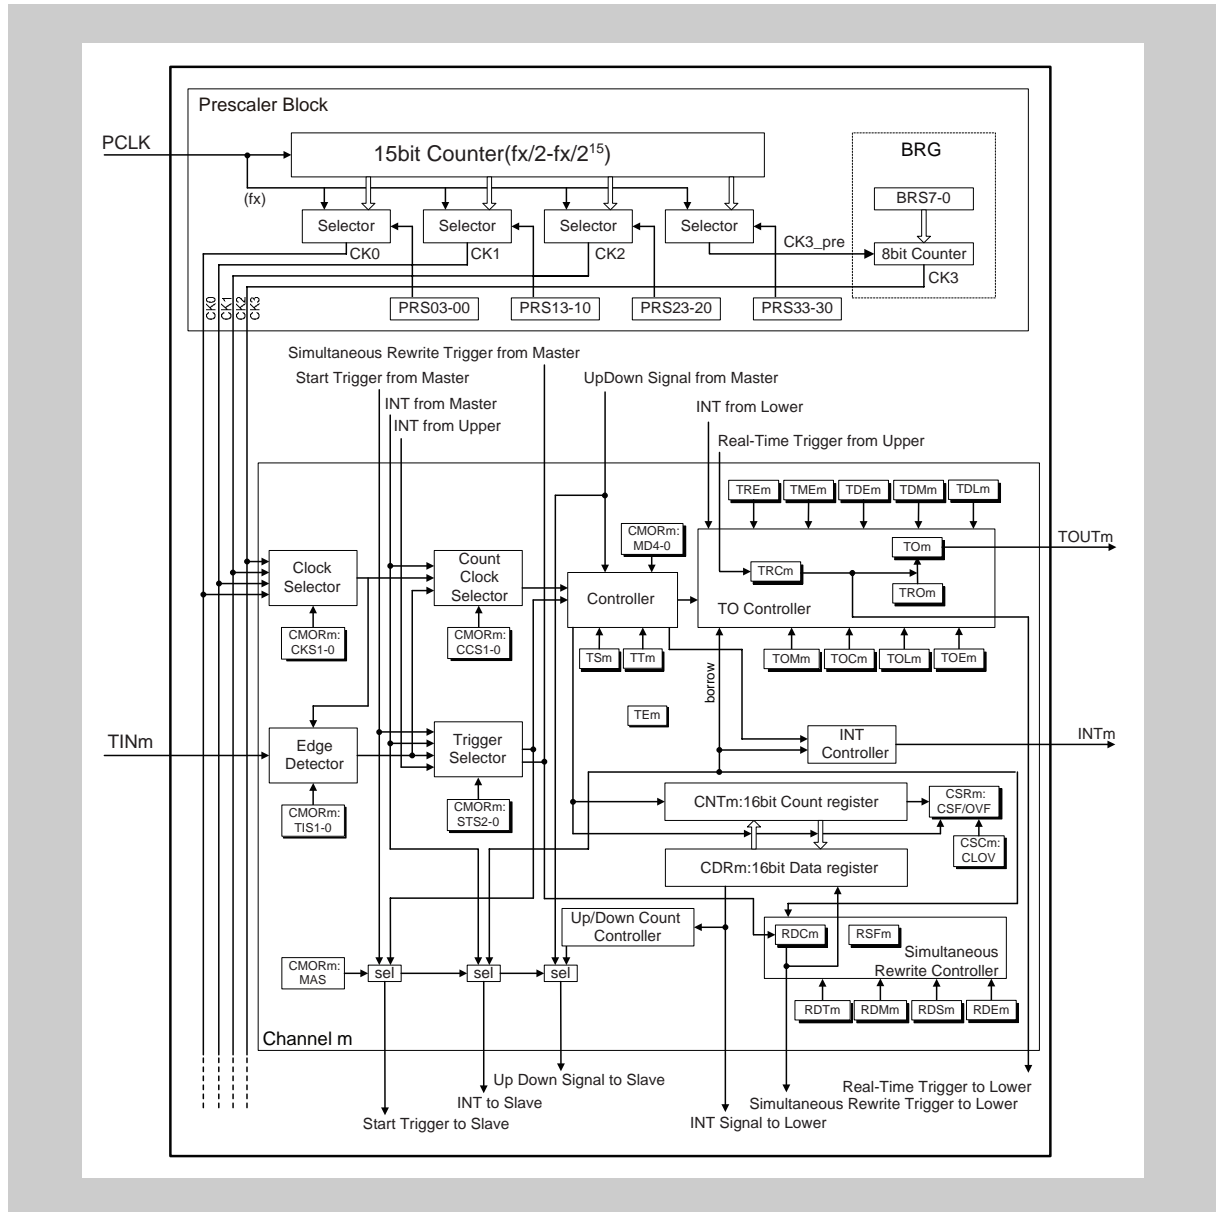 Prescaler Block
PCLK
15bit Counter(fx/2-fx/2¹⁵)
BRG
(fx)
BRS7-0
Selector
Selector
Selector
Selector
CK3_pre
8bit Counter
CK0
CK1
CK2
CK3
CK0
CK1
CK2
CK3
PRS03-00
PRS13-10
PRS23-20
PRS33-30
Simultaneous Rewrite Trigger from Master
Start Trigger from Master
UpDown Signal from Master
INT from Master
INT from Lower
INT from Upper
Real-Time Trigger from Upper
TREm
TMEm
TDEm
TDMm
TDLm
CMORm:
MD4-0
TOUTm
TOm
Clock
Selector
Count
Clock
Selector
Controller
TRCm
TROm
TO Controller
CMORm:
CKS1-0
CMORm:
CCS1-0
TSm
TTm
TOMm
TOCm
TOLm
TOEm
borrow
TEm
TINm
Edge
Detector
Trigger
Selector
INT
Controller
INTm
CMORm:
TIS1-0
CMORm:
STS2-0
CNTm:16bit Count register
CSRm:
CSF/OVF
CSCm:
CLOV
CDRm:16bit Data register
Up/Down Count
Controller
RDCm
RSFm
Simultaneous
Rewrite Controller
CMORm:
MAS
sel
sel
sel
RDTm
RDMm
RDSm
RDEm
Channel m
Up Down Signal to Slave
INT to Slave
Start Trigger to Slave
Real-Time Trigger to Lower
Simultaneous Rewrite Trigger to Lower
INT Signal to Lower